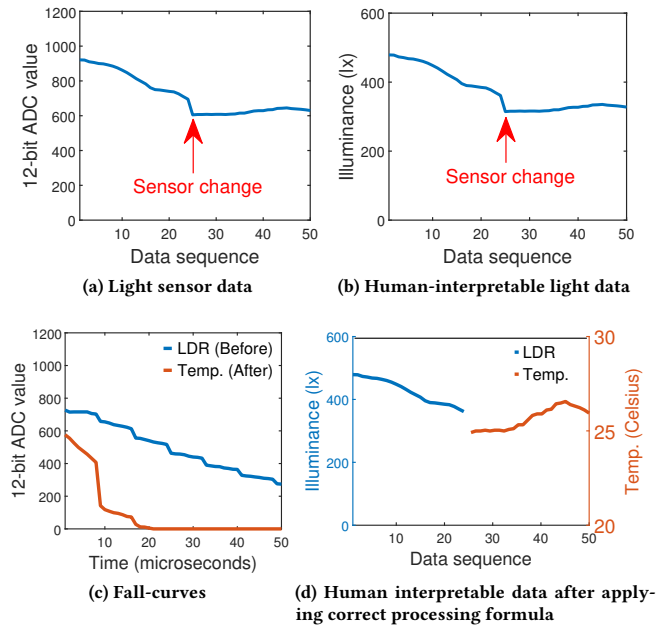 1200
1000
800
600
400
200
0
12-bit ADC value
Sensor change
10 20 30 40 50
Data sequence
(a) Light sensor data
600
400
200
0
Illuminance (lx)
Sensor change
10 20 30 40 50
Data sequence
(b) Human-interpretable light data
1200
1000
800
600
400
200
0
12-bit ADC value
LDR (Before)
Temp. (After)
10 20 30 40 50
Time (microseconds)
(c) Fall-curves
600
400
200
0
Illuminance (lx)
LDR
Temp.
30
25
20
Temp. (Celsius)
10 20 30 40 50
Data sequence
(d) Human interpretable data after apply-
ing correct processing formula